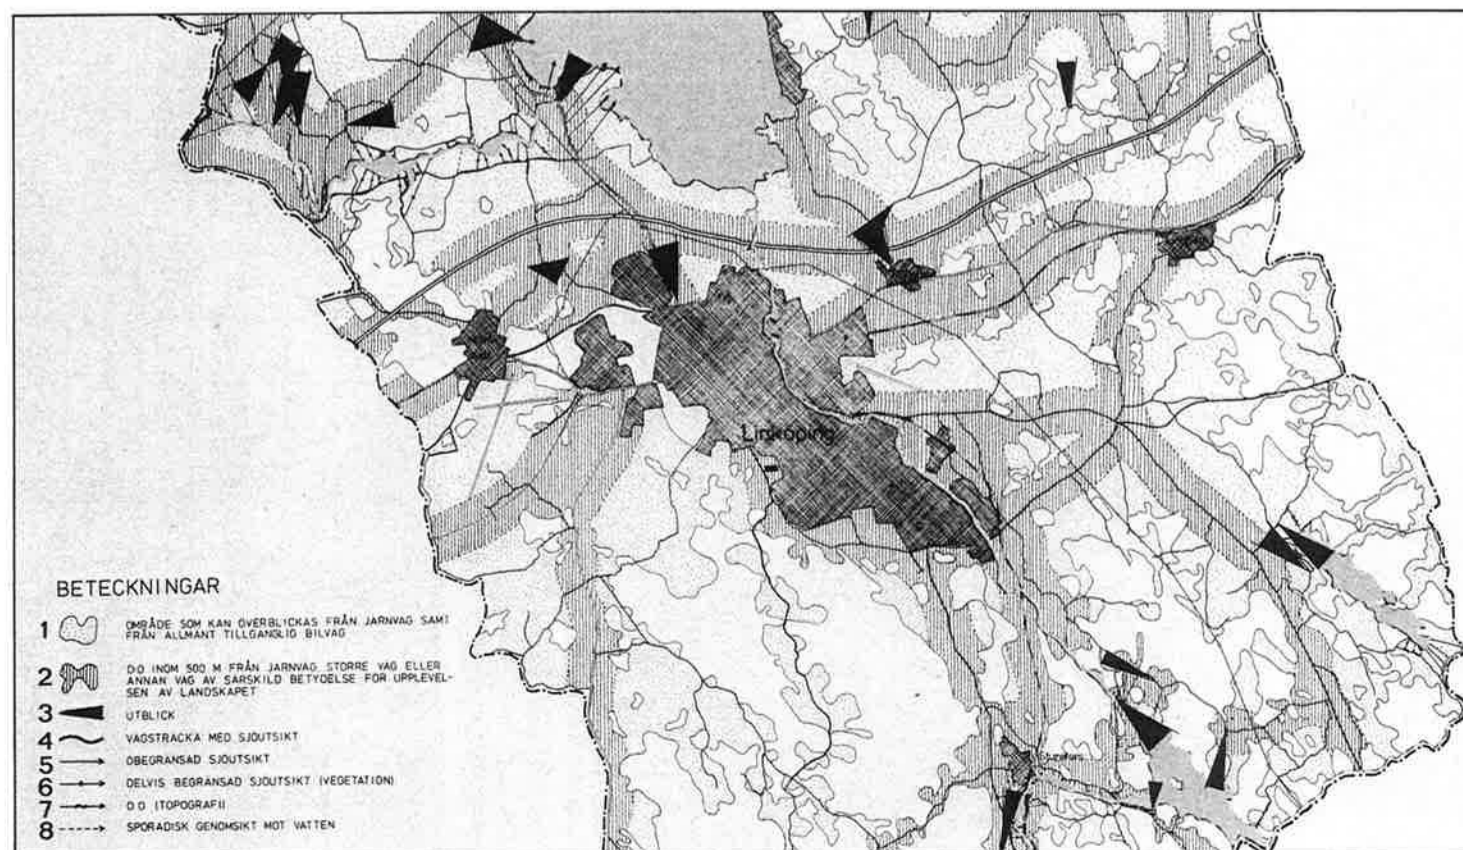 Linköping
BETECKNINGAR
1 OMRÅDE SOM KAN ÖVERBLICKAS FRÅN JÄRNVÄG SAMT
FRÅN ALLMÄNT TILLGÄNGLIG BILVÄG
2 D:O INOM 500 M FRÅN JÄRNVÄG STÖRRE VÄG ELLER
ANNAN VÄG AV SÄRSKILD BETYDELSE FÖR UPPLEVEL-
SEN AV LANDSKAPET
3 UTBLICK
4 VÄGSTRÄCKA MED SJÖUTSIKT
5 OBEGRÄNSAD SJÖUTSIKT
6 DELVIS BEGRÄNSAD SJÖUTSIKT (VEGETATION)
7 D:O (TOPOGRAFI)
8 SPORADISK GENOMSIKT MOT VATTEN